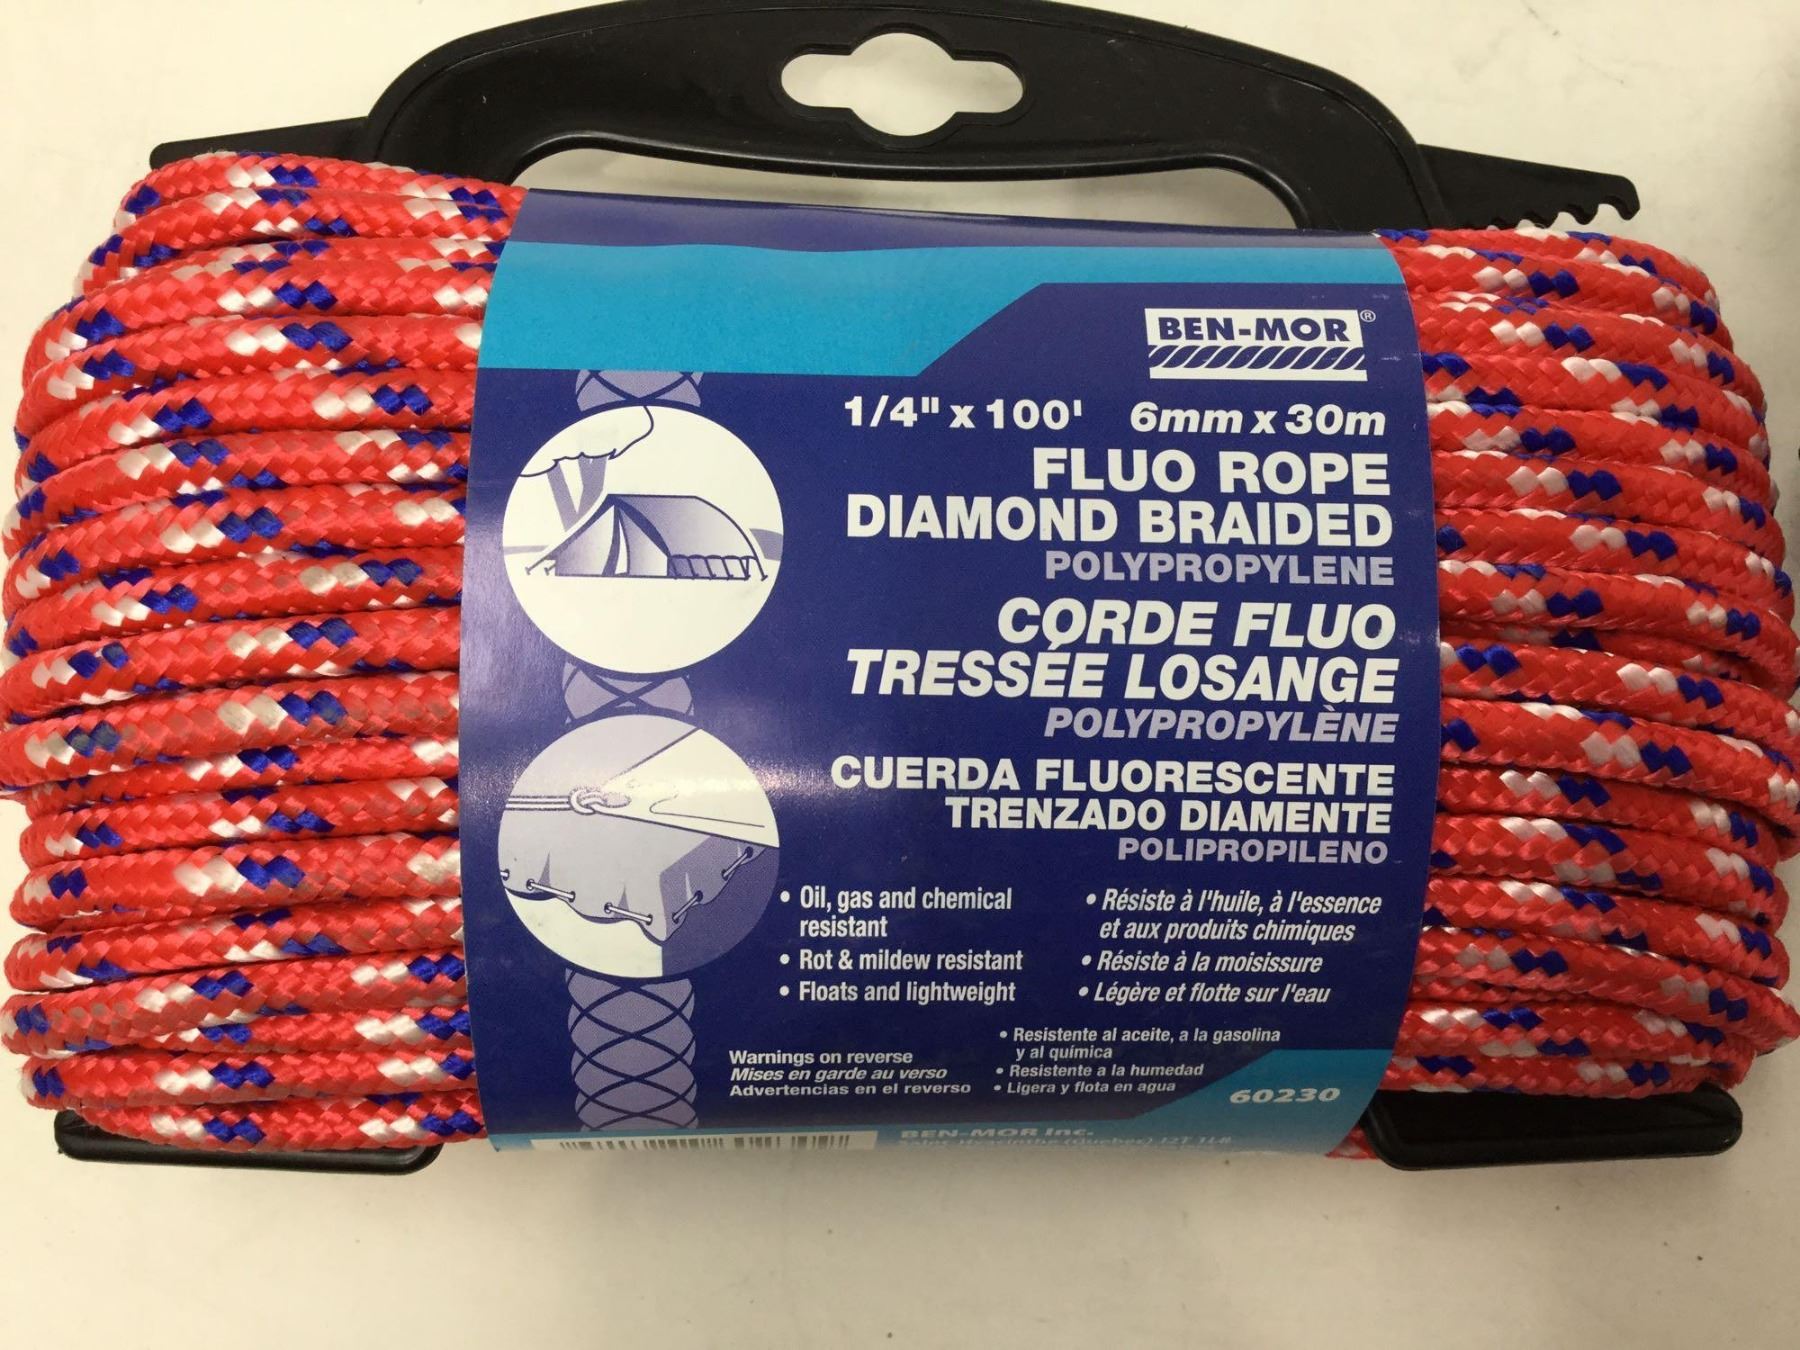 BEN-MOR®
1/4" x 100' 6mm x 30m
FLUO ROPE
DIAMOND BRAIDED
POLYPROPYLENE
CORDE FLUO
TRESSÉE LOSANGE
POLYPROPYLÈNE
CUERDA FLUORESCENTE
TRENZADO DIAMENTE
POLIPROPILENO
• Oil, gas and chemical
resistant
• Rot & mildew resistant
• Floats and lightweight
• Résiste à l'huile, à l'essence
et aux produits chimiques
• Résiste à la moisissure
• Légère et flotte sur l'eau
• Resistente al aceite, a la gasolina
y al química
• Resistente a la humedad
• Ligera y flota en agua
Warnings on reverse
Mises en garde au verso
Advertencias en el reverso
60230
BEN-MOR Inc.